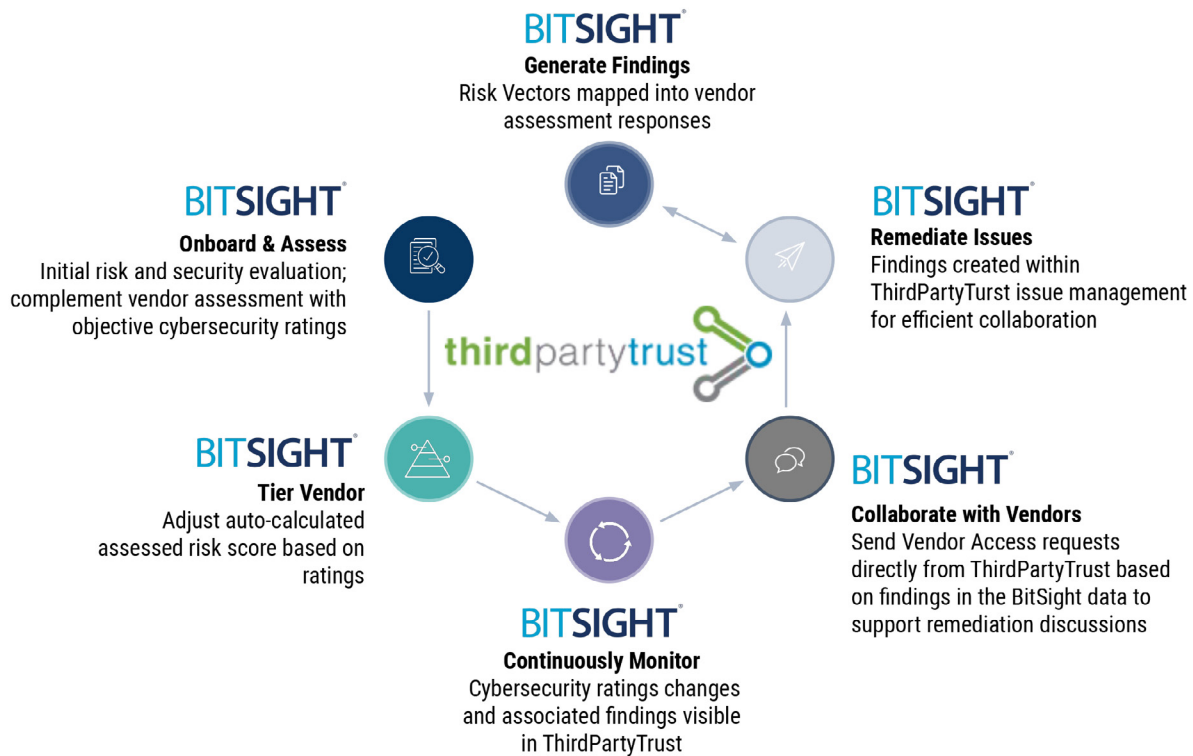 BITSIGHT®
Generate Findings
Risk Vectors mapped into vendor
assessment responses
BITSIGHT®
Onboard & Assess
Initial risk and security evaluation;
complement vendor assessment with
objective cybersecurity ratings
BITSIGHT®
Remediate Issues
Findings created within
ThirdPartyTurst issue management
for efficient collaboration
thirdpartytrust
BITSIGHT®
Tier Vendor
Adjust auto-calculated
assessed risk score based on
ratings
BITSIGHT®
Collaborate with Vendors
Send Vendor Access requests
directly from ThirdPartyTrust based
on findings in the BitSight data to
support remediation discussions
BITSIGHT®
Continuously Monitor
Cybersecurity ratings changes
and associated findings visible
in ThirdPartyTrust